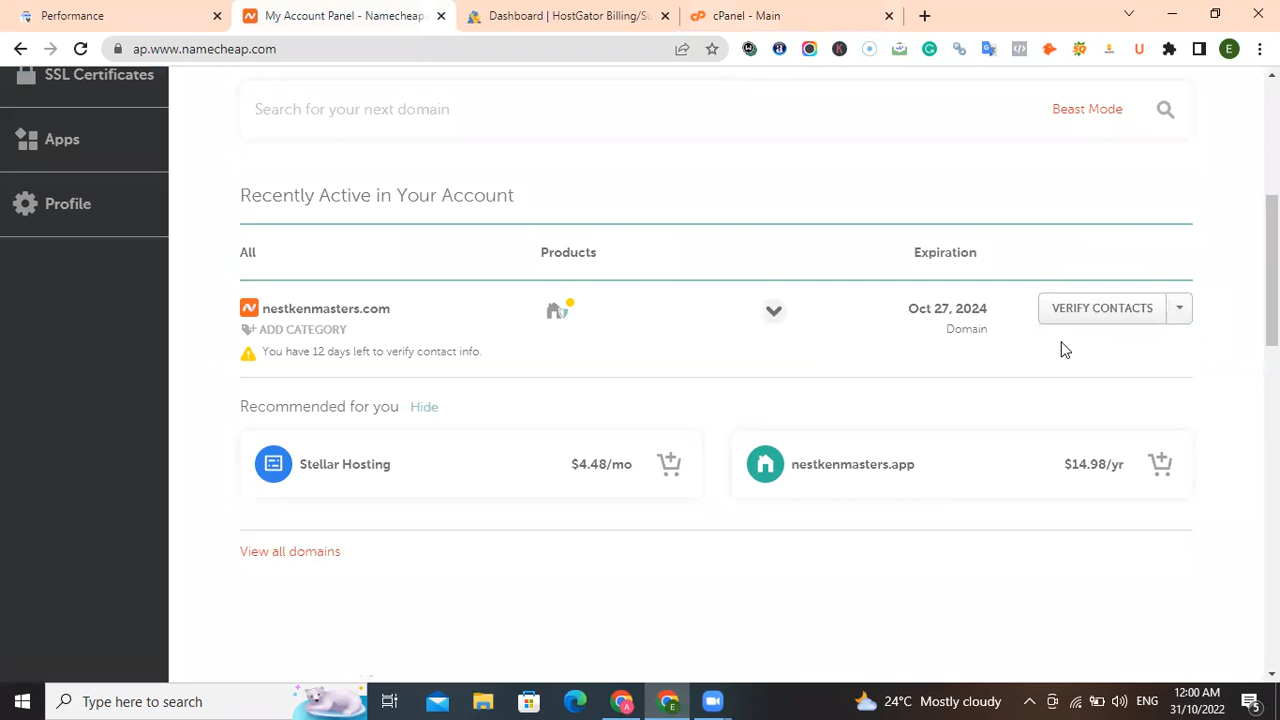 Performance
My Account Panel - Namecheap
Dashboard | HostGator Billing/Su
cPanel - Main
ap.www.namecheap.com
E
SSL Certificates
Search for your next domain
Beast Mode
Apps
Profile
Recently Active in Your Account
All
Products
Expiration
nestkenmasters.com
Oct 27, 2024
VERIFY CONTACTS
ADD CATEGORY
Domain
You have 12 days left to verify contact info.
Recommended for you Hide
Stellar Hosting
$4.48/mo
nestkenmasters.app
$14.98/yr
View all domains
Type here to search
24°C Mostly cloudy
ENG
12:00 AM
31/10/2022
5